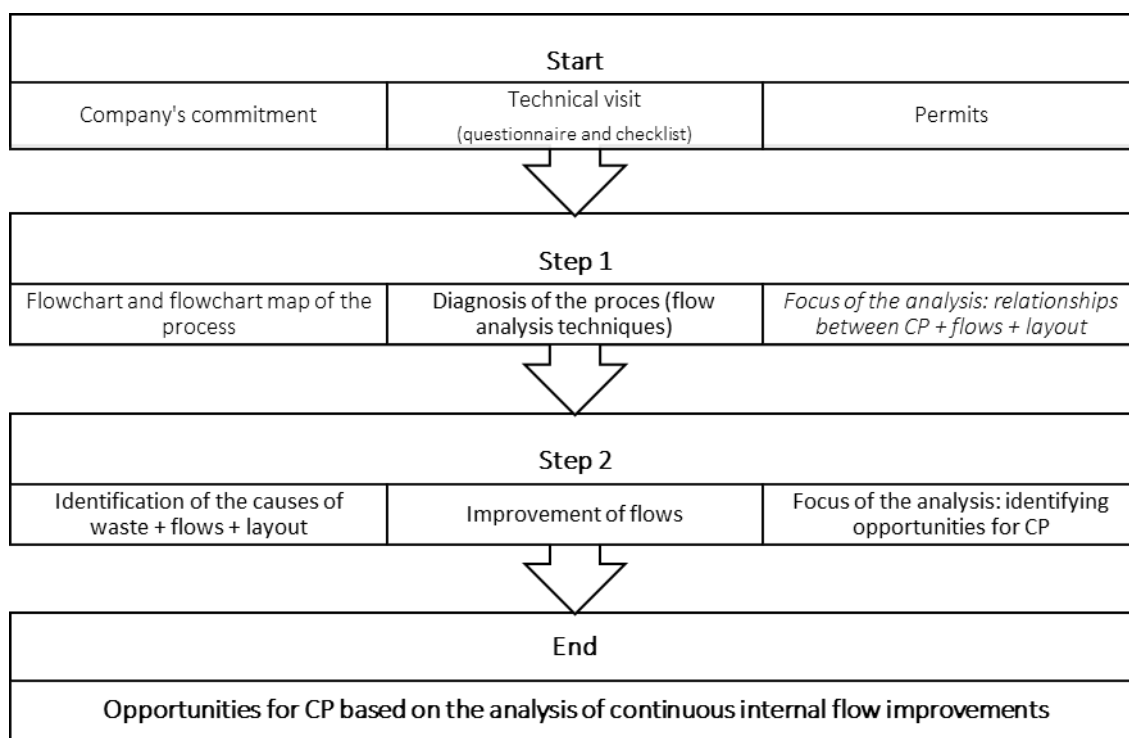 Start
Company's commitment
Technical visit
(questionnaire and checklist)
Permits
Step 1
Flowchart and flowchart map of the
process
Diagnosis of the proces (flow
analysis techniques)
Focus of the analysis: relationships
between CP + flows + layout
Step 2
Identification of the causes of
waste + flows + layout
Improvement of flows
Focus of the analysis: identifying
opportunities for CP
End
Opportunities for CP based on the analysis of continuous internal flow improvements